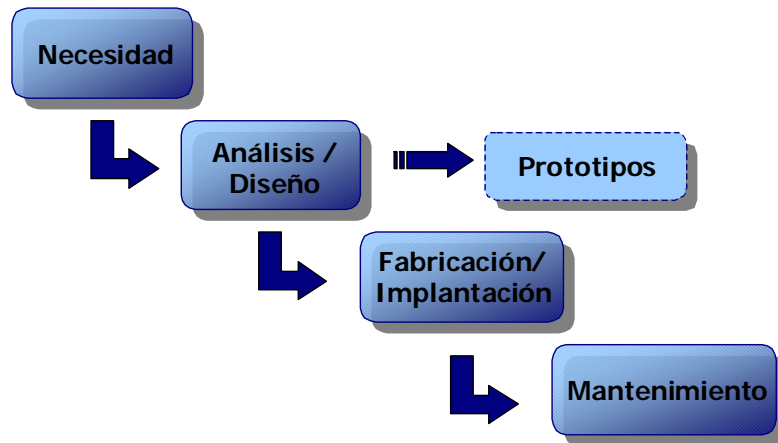 Necesidad
Análisis /
Diseño
Prototipos
Fabricación/
Implantación
Mantenimiento